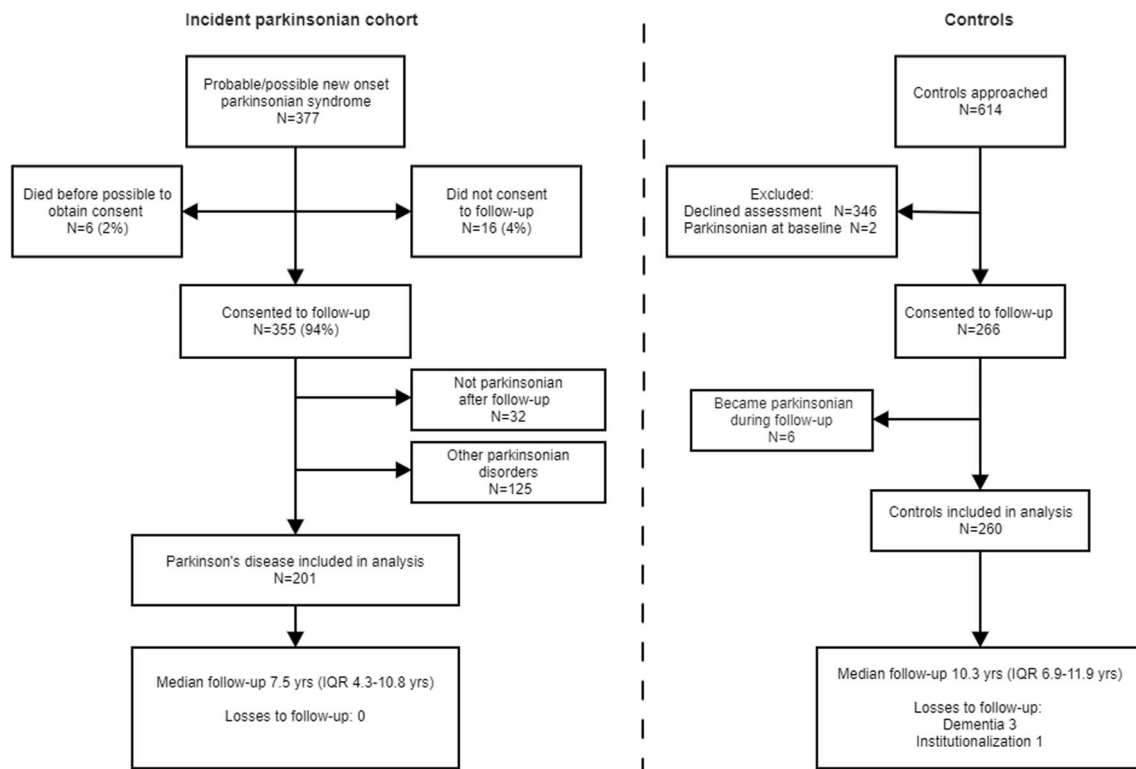 Incident parkinsonian cohort
Probable/possible new onset
parkinsonian syndrome
N=377
Died before possible to
obtain consent
N=6 (2%)
Did not consent
to follow-up
N=16 (4%)
Consented to follow-up
N=355 (94%)
Not parkinsonian
after follow-up
N=32
Other parkinsonian
disorders
N=125
Parkinson's disease included in analysis
N=201
Median follow-up 7.5 yrs (IQR 4.3-10.8 yrs)
Losses to follow-up: 0
Controls
Controls approached
N=614
Excluded:
Declined assessment N=346
Parkinsonian at baseline N=2
Consented to follow-up
N=266
Became parkinsonian
during follow-up
N=6
Controls included in analysis
N=260
Median follow-up 10.3 yrs (IQR 6.9-11.9 yrs)
Losses to follow-up:
Dementia 3
Institutionalization 1